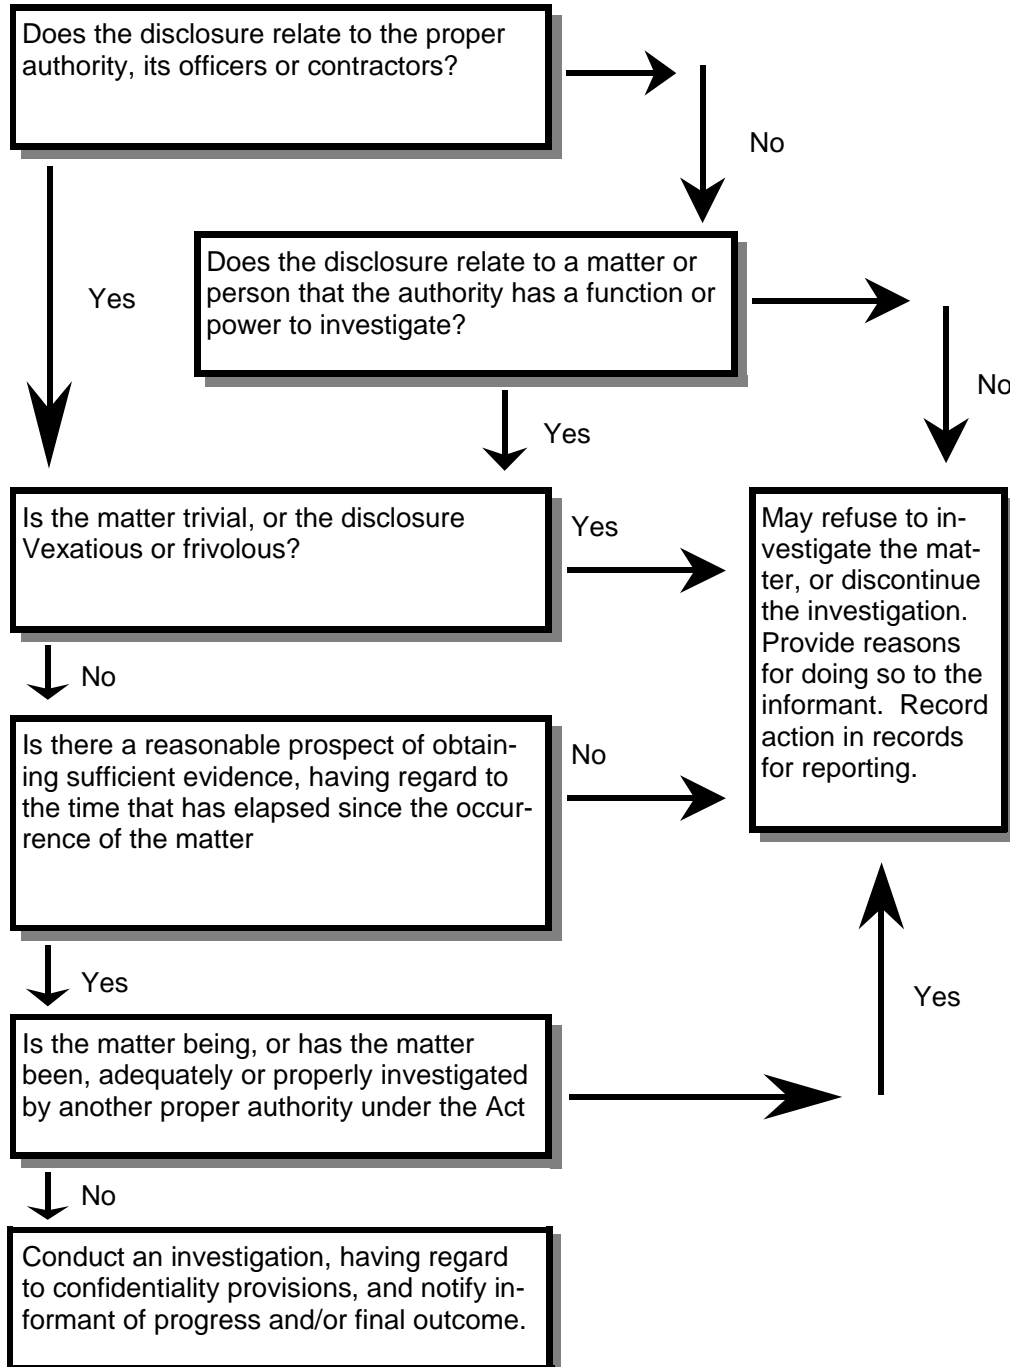 Does the disclosure relate to the proper
authority, its officers or contractors?
No
Does the disclosure relate to a matter or
person that the authority has a function or
power to investigate?
Yes
No
Yes
Is the matter trivial, or the disclosure
Vexatious or frivolous?
Yes
May refuse to in-
vestigate the mat-
ter, or discontinue
the investigation.
Provide reasons
for doing so to the
informant. Record
action in records
for reporting.
No
Is there a reasonable prospect of obtain-
ing sufficient evidence, having regard to
the time that has elapsed since the occur-
rence of the matter
No
Yes
Is the matter being, or has the matter
been, adequately or properly investigated
by another proper authority under the Act
Yes
No
Conduct an investigation, having regard
to confidentiality provisions, and notify in-
formant of progress and/or final outcome.